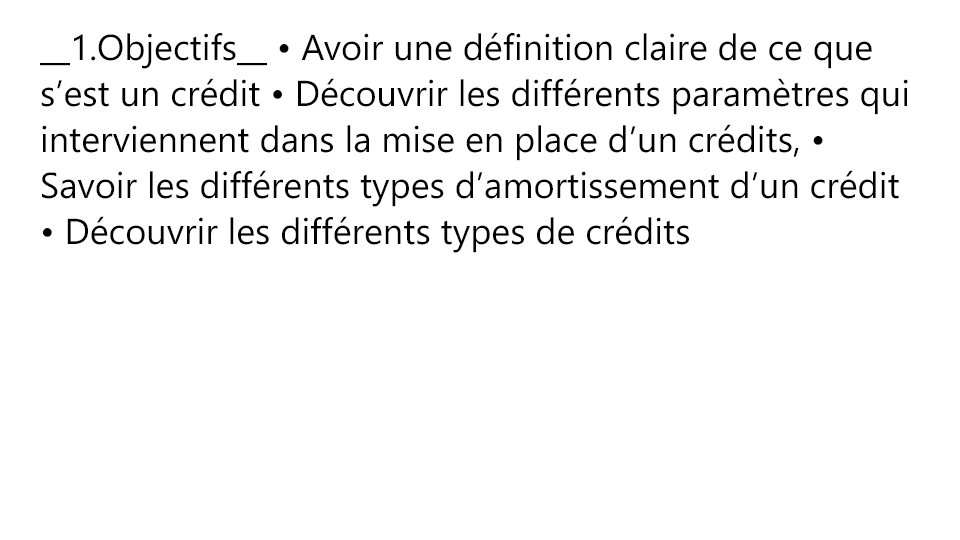 __1.Objectifs__ • Avoir une définition claire de ce que
s’est un crédit • Découvrir les différents paramètres qui
interviennent dans la mise en place d’un crédits, •
Savoir les différents types d’amortissement d’un crédit
• Découvrir les différents types de crédits